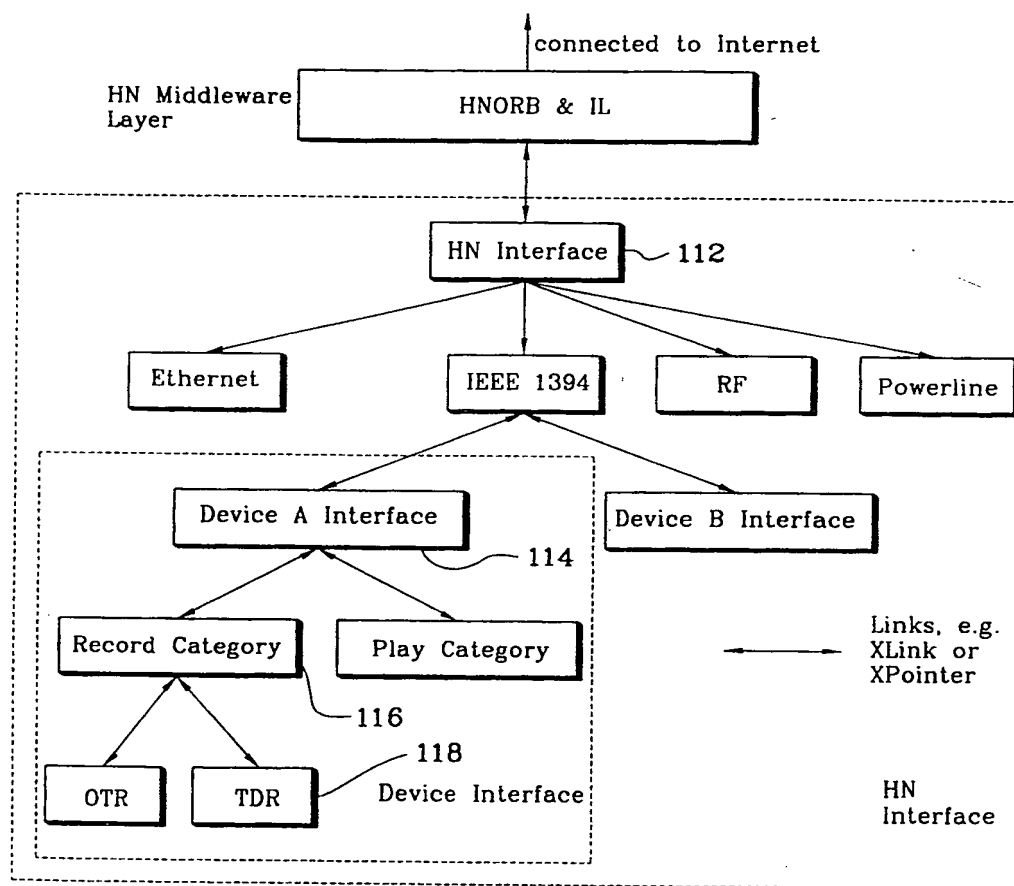 connected to Internet
HN Middleware
Layer
HNORB & IL
HN Interface
112
Ethernet
IEEE 1394
RF
Powerline
Device A Interface
Device B Interface
114
Record Category
Play Category
Links, e.g.
XLink or
XPointer
116
118
OTR
TDR
Device Interface
HN
Interface